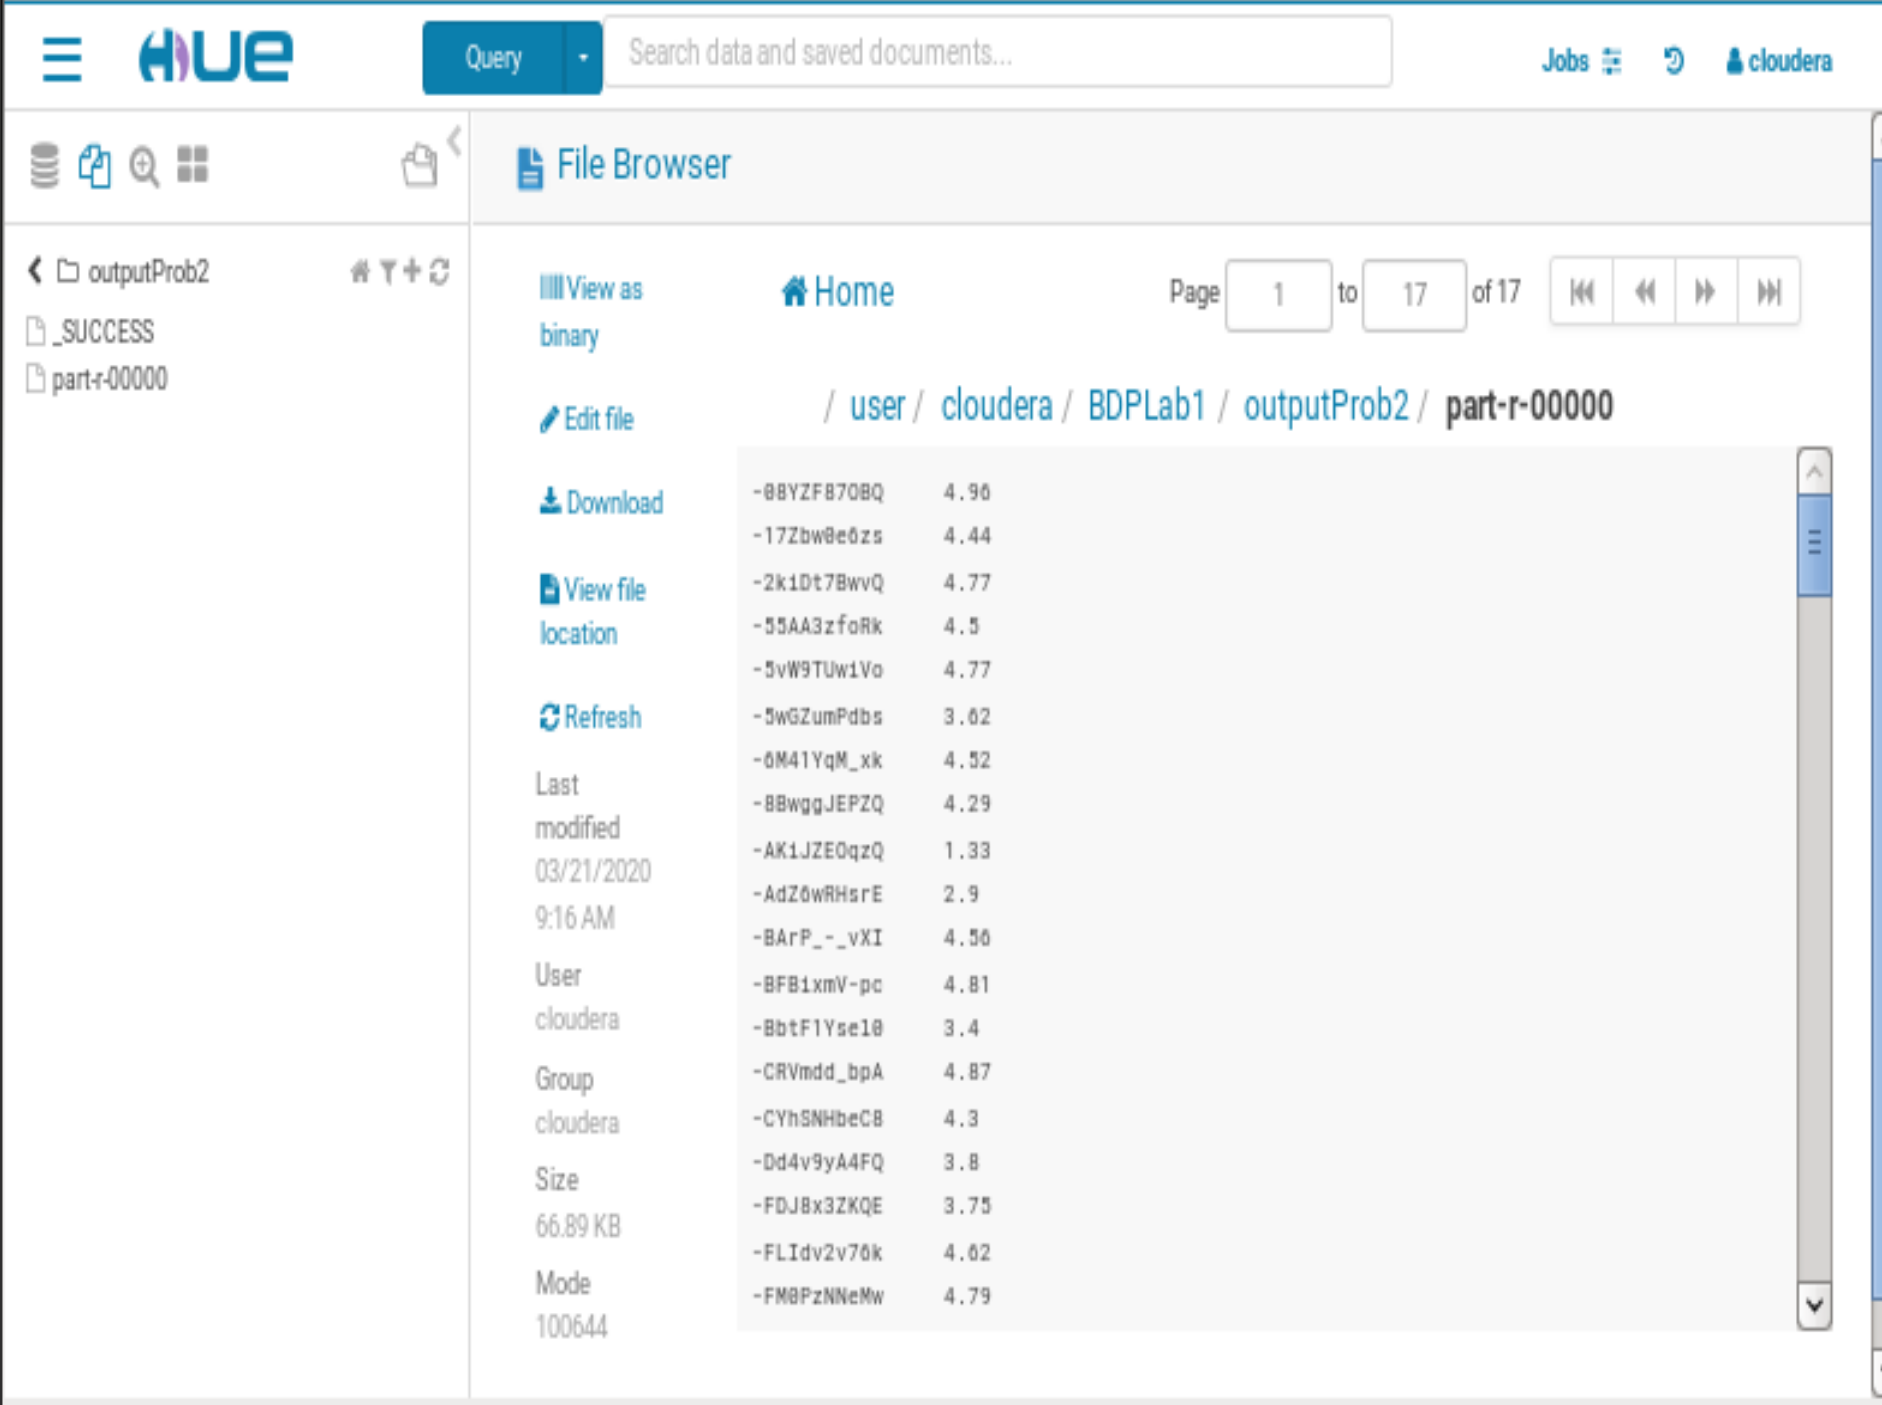 HUE
Query
Search data and saved documents...
Jobs
cloudera
File Browser
outputProb2
_SUCCESS
part-r-00000
View as
binary
Edit file
Download
View file
location
Refresh
Last
modified
03/21/2020
9:16 AM
User
cloudera
Group
cloudera
Size
66.89 KB
Mode
100644
Home
Page 1 to 17 of 17
/ user / cloudera / BDPLab1 / outputProb2 / part-r-00000
-08YZF87OBQ 4.96
-17Zbw0e6zs 4.44
-2kiDt7BwvQ 4.77
-55AA3zfoRk 4.5
-5vW9TUwiVo 4.77
-5wGZumPdbs 3.62
-6M41YqM_xk 4.52
-8BwggJEPZQ 4.29
-AKiJZEOqzQ 1.33
-AdZ6wRHsrE 2.9
-BArP_-_vXI 4.56
-BFBixmV-pc 4.81
-BbtF1Ysel0 3.4
-CRVmdd_bpA 4.87
-CYhSNHbeC8 4.3
-Dd4v9yA4FQ 3.8
-FDJ8x3ZKQE 3.75
-FLIdv2v76k 4.62
-FM0PzNNeMw 4.79